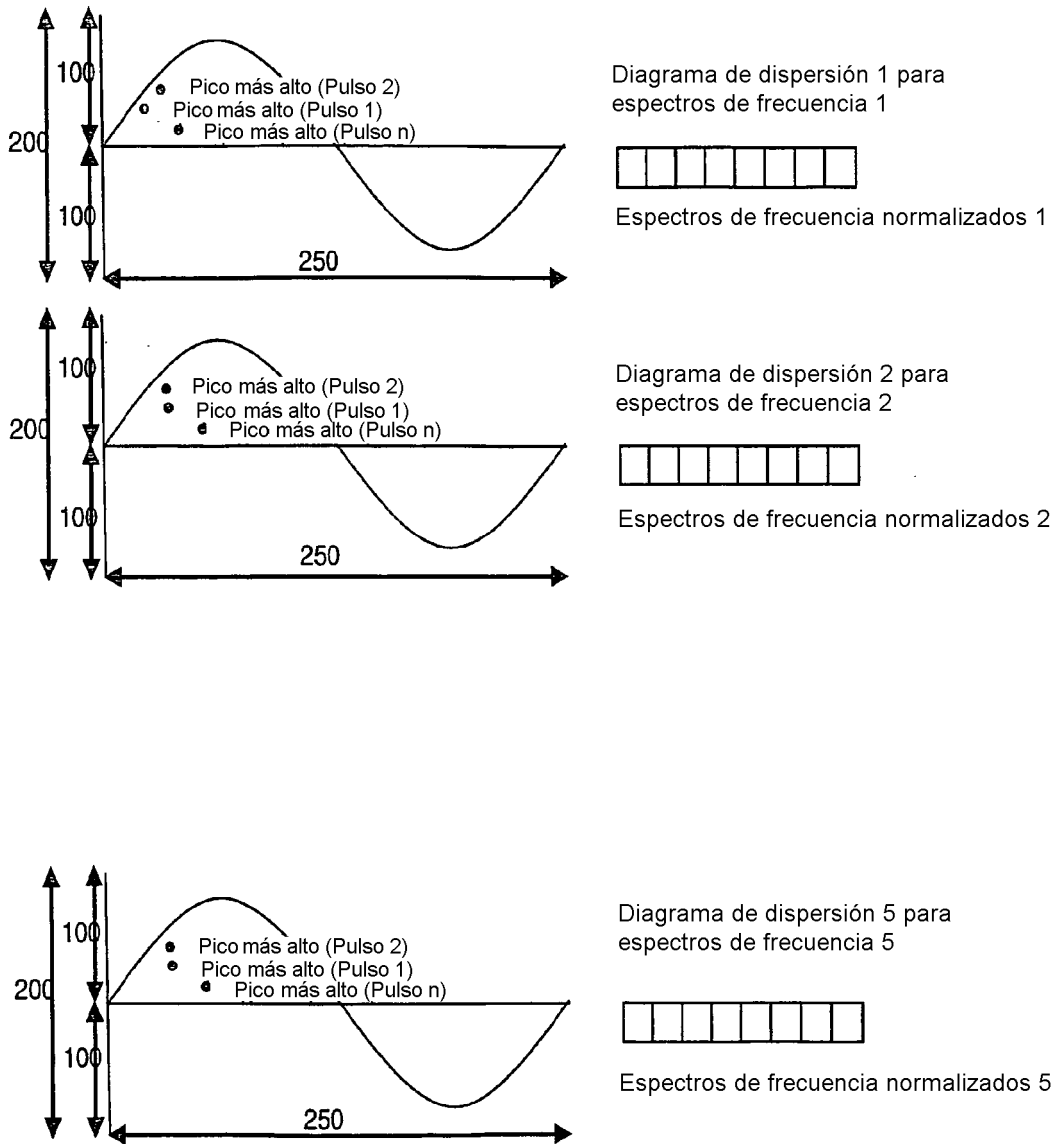 100
Pico más alto (Pulso 2)
Pico más alto (Pulso 1)
Pico más alto (Pulso n)
200
100
250
Diagrama de dispersión 1 para
espectros de frecuencia 1
Espectros de frecuencia normalizados 1
100
Pico más alto (Pulso 2)
Pico más alto (Pulso 1)
Pico más alto (Pulso n)
200
100
250
Diagrama de dispersión 2 para
espectros de frecuencia 2
Espectros de frecuencia normalizados 2
100
Pico más alto (Pulso 2)
Pico más alto (Pulso 1)
Pico más alto (Pulso n)
200
100
250
Diagrama de dispersión 5 para
espectros de frecuencia 5
Espectros de frecuencia normalizados 5